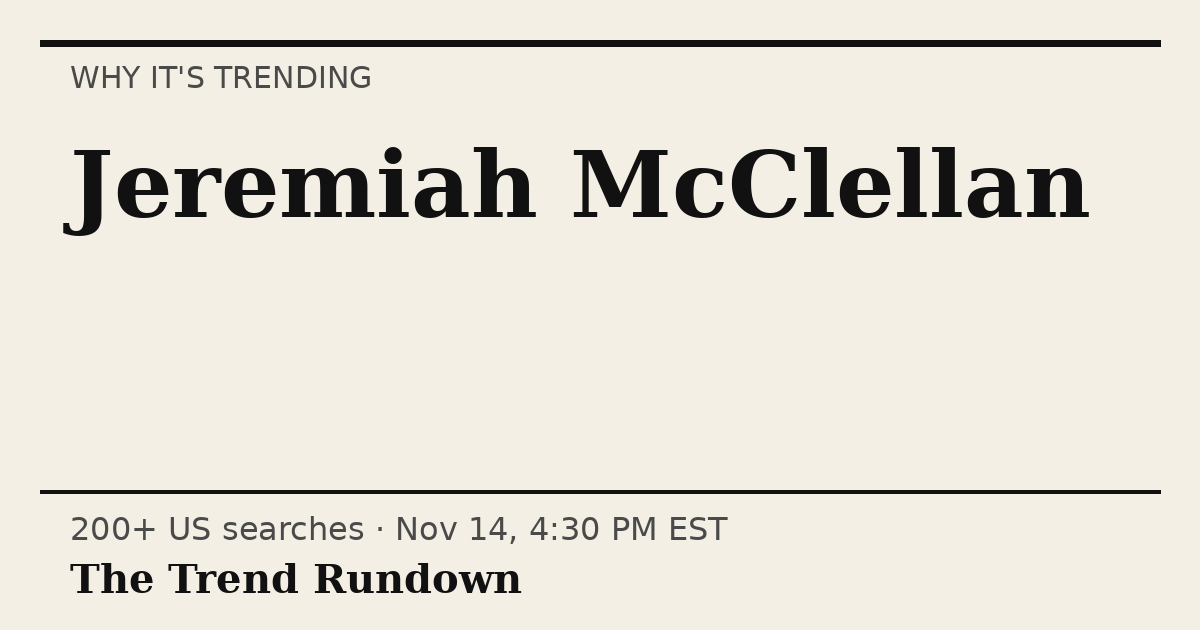 WHY IT'S TRENDING
Jeremiah McClellan
200+ US searches · Nov 14, 4:30 PM EST
The Trend Rundown